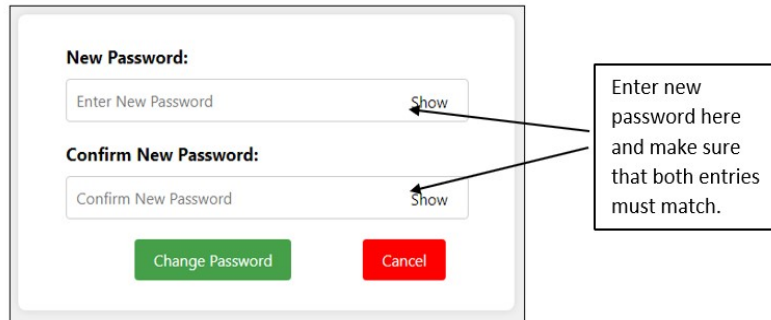 New Password:
Enter New Password Show
Confirm New Password:
Confirm New Password Show
Change Password Cancel
Enter new
password here
and make sure
that both entries
must match.